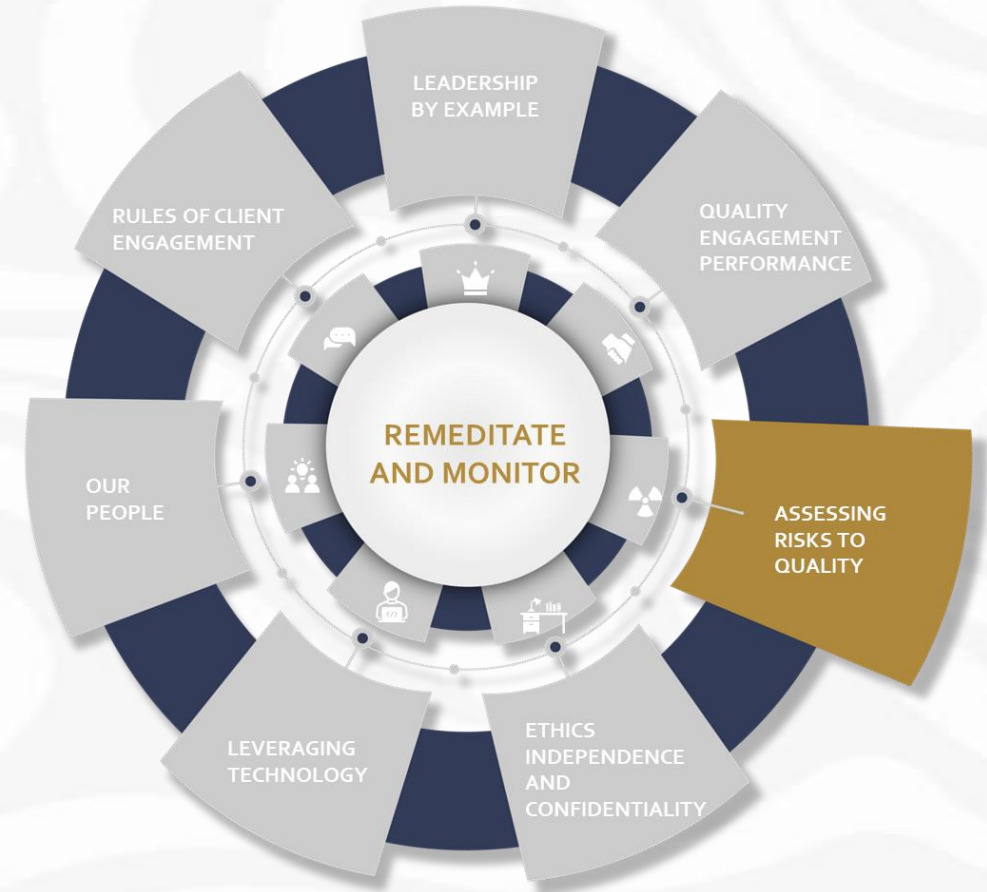 LEADERSHIP
BY EXAMPLE
QUALITY
ENGAGEMENT
PERFORMANCE
ASSESSING
RISKS TO
QUALITY
ETHICS
INDEPENDENCE
AND
CONFIDENTIALITY
LEVERAGING
TECHNOLOGY
OUR
PEOPLE
RULES OF CLIENT
ENGAGEMENT
REMEDITATE
AND MONITOR